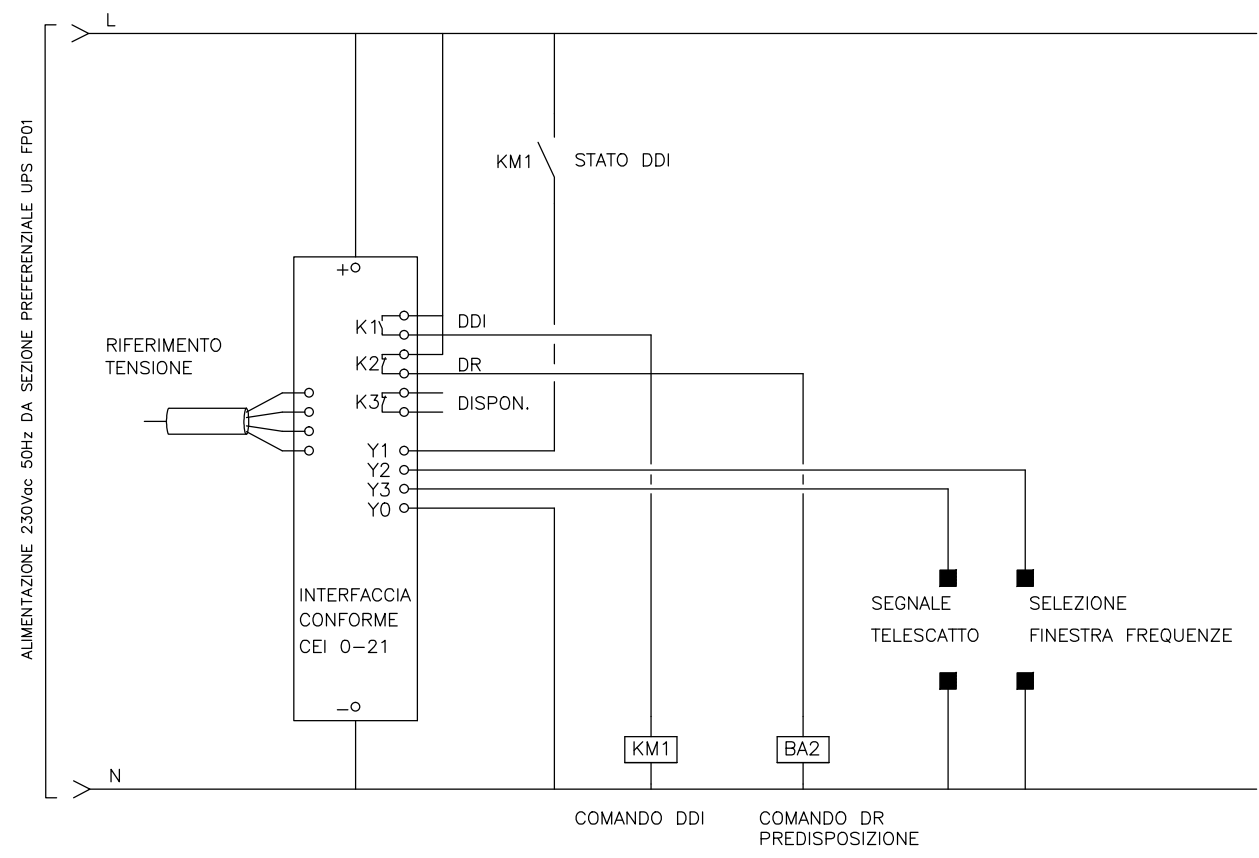 L
ALIMENTAZIONE 230Vac 50Hz DA SEZIONE PREFERENZIALE UPS FP01
KM1
STATO DDI
+
K1
DDI
RIFERIMENTO
TENSIONE
K2
DR
K3
DISPON.
Y1
Y2
Y3
Y0
INTERFACCIA
CONFORME
CEI 0-21
SEGNALE
TELESCATTO
SELEZIONE
FINESTRA FREQUENZE
-
KM1
BA2
N
COMANDO DDI
COMANDO DR
PREDISPOSIZIONE